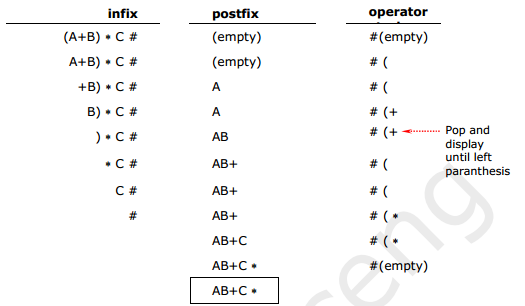 infix postfix operator
(A+B) * C # (empty) #(empty)
A+B) * C # (empty) # (
+B) * C # A # (
B) * C # A # (+
) * C # AB # (+ Pop and
display
until left
paranthesis
* C # AB+ # (
C # AB+ # (
# AB+ # ( *
AB+C # ( *
AB+C * #(empty)
AB+C *
seng